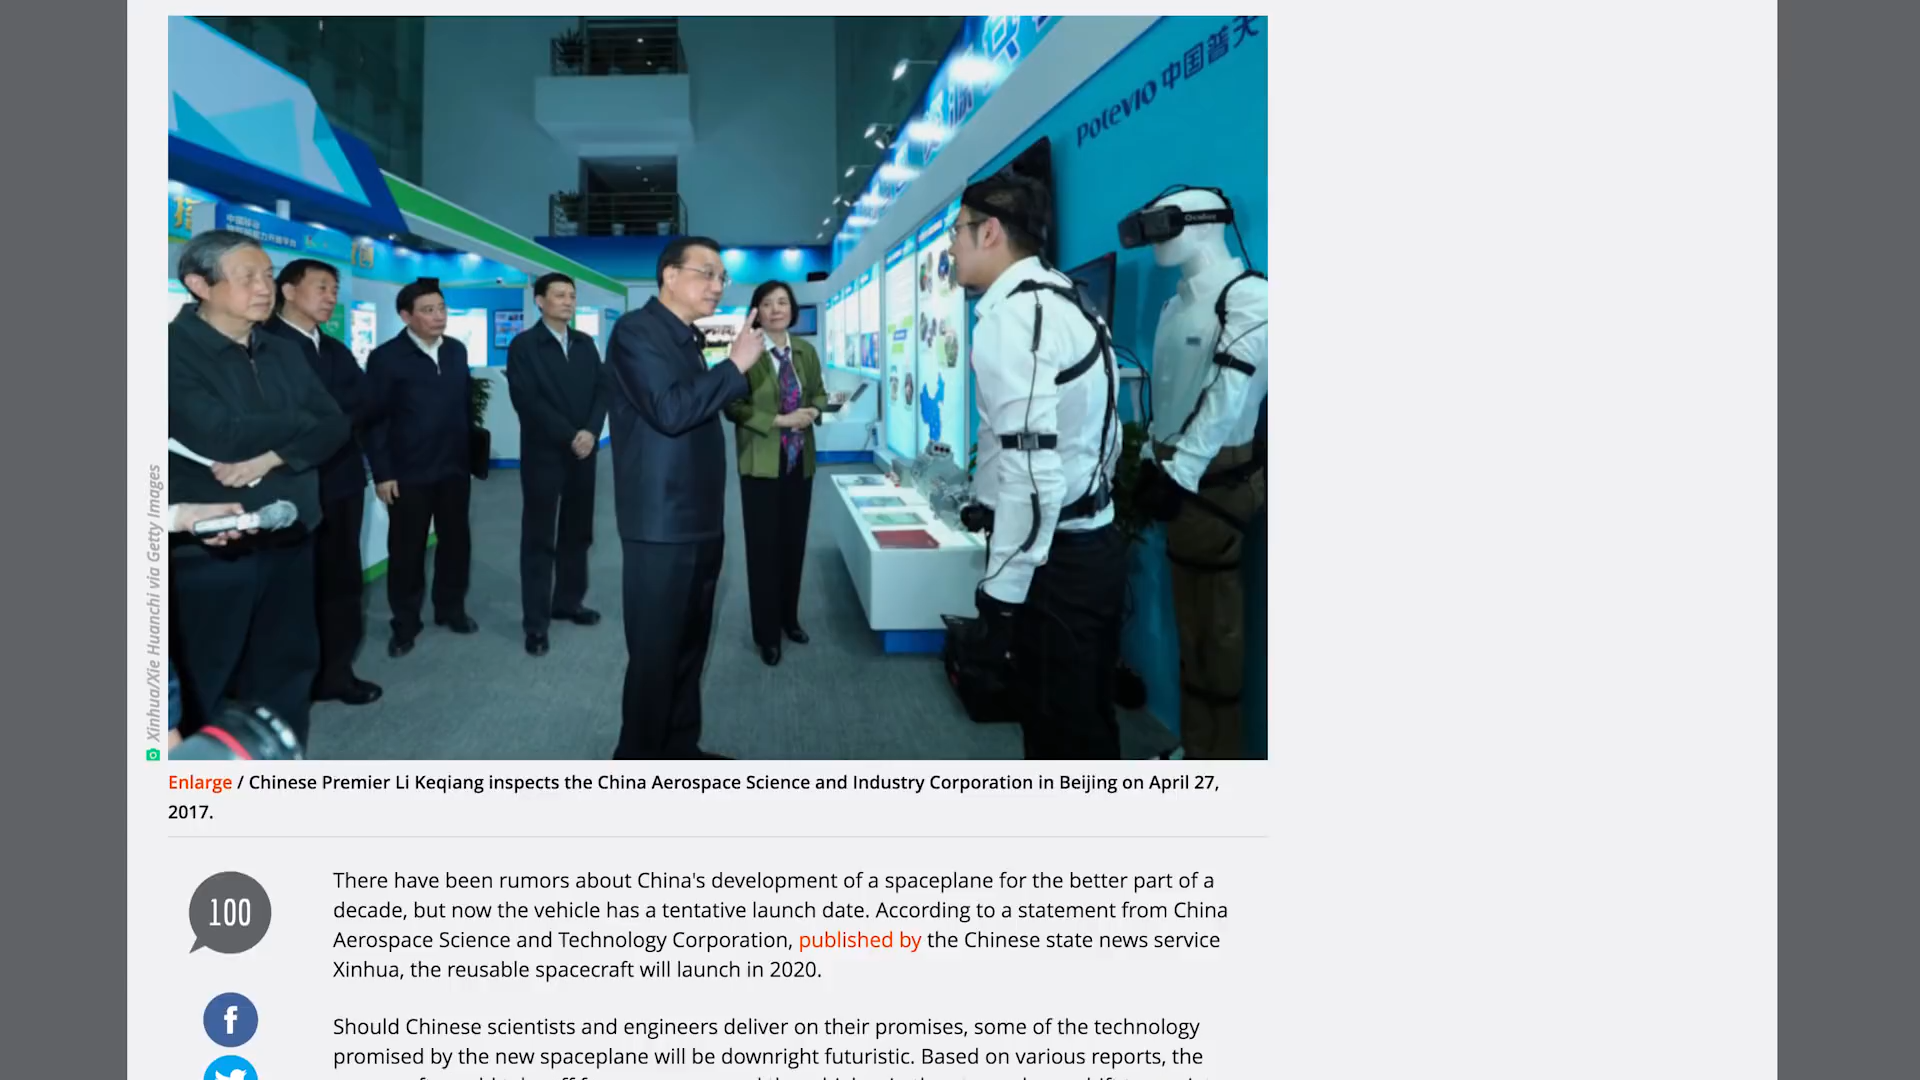 potevio 中国普天
Oculus
中国移动
Xinhua/Xie Huanchi via Getty Images
Enlarge / Chinese Premier Li Keqiang inspects the China Aerospace Science and Industry Corporation in Beijing on April 27,
2017.
100
There have been rumors about China's development of a spaceplane for the better part of a
decade, but now the vehicle has a tentative launch date. According to a statement from China
Aerospace Science and Technology Corporation, published by the Chinese state news service
Xinhua, the reusable spacecraft will launch in 2020.
f
Should Chinese scientists and engineers deliver on their promises, some of the technology
promised by the new spaceplane will be downright futuristic. Based on various reports, the